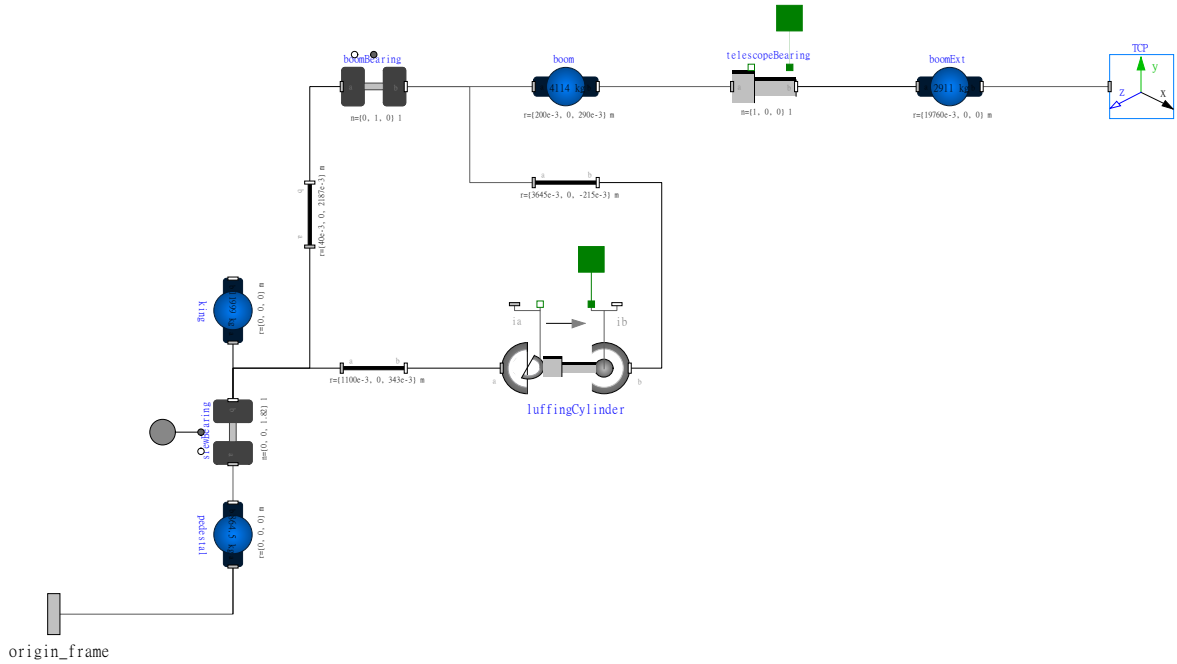 TCP
boomBearing
boom
telescopeBearing
boomExt
y
z
x
a
b
4114 kg
a
b
2911 kg
n={0, 1, 0} 1
r={200e-3, 0, 290e-3} m
n={1, 0, 0} 1
r={19760e-3, 0, 0} m
a
b
r={3645e-3, 0, -215e-3} m
b
a
r={40e-3, 0, 2187e-3} m
king
r={0, 0, 0} m
ia
ib
a
b
r={1100e-3, 0, 343e-3} m
a
b
luffingCylinder
slewBearing
n={0, 0, 1.82} 1
pedestal
r={0, 0, 0} m
origin_frame